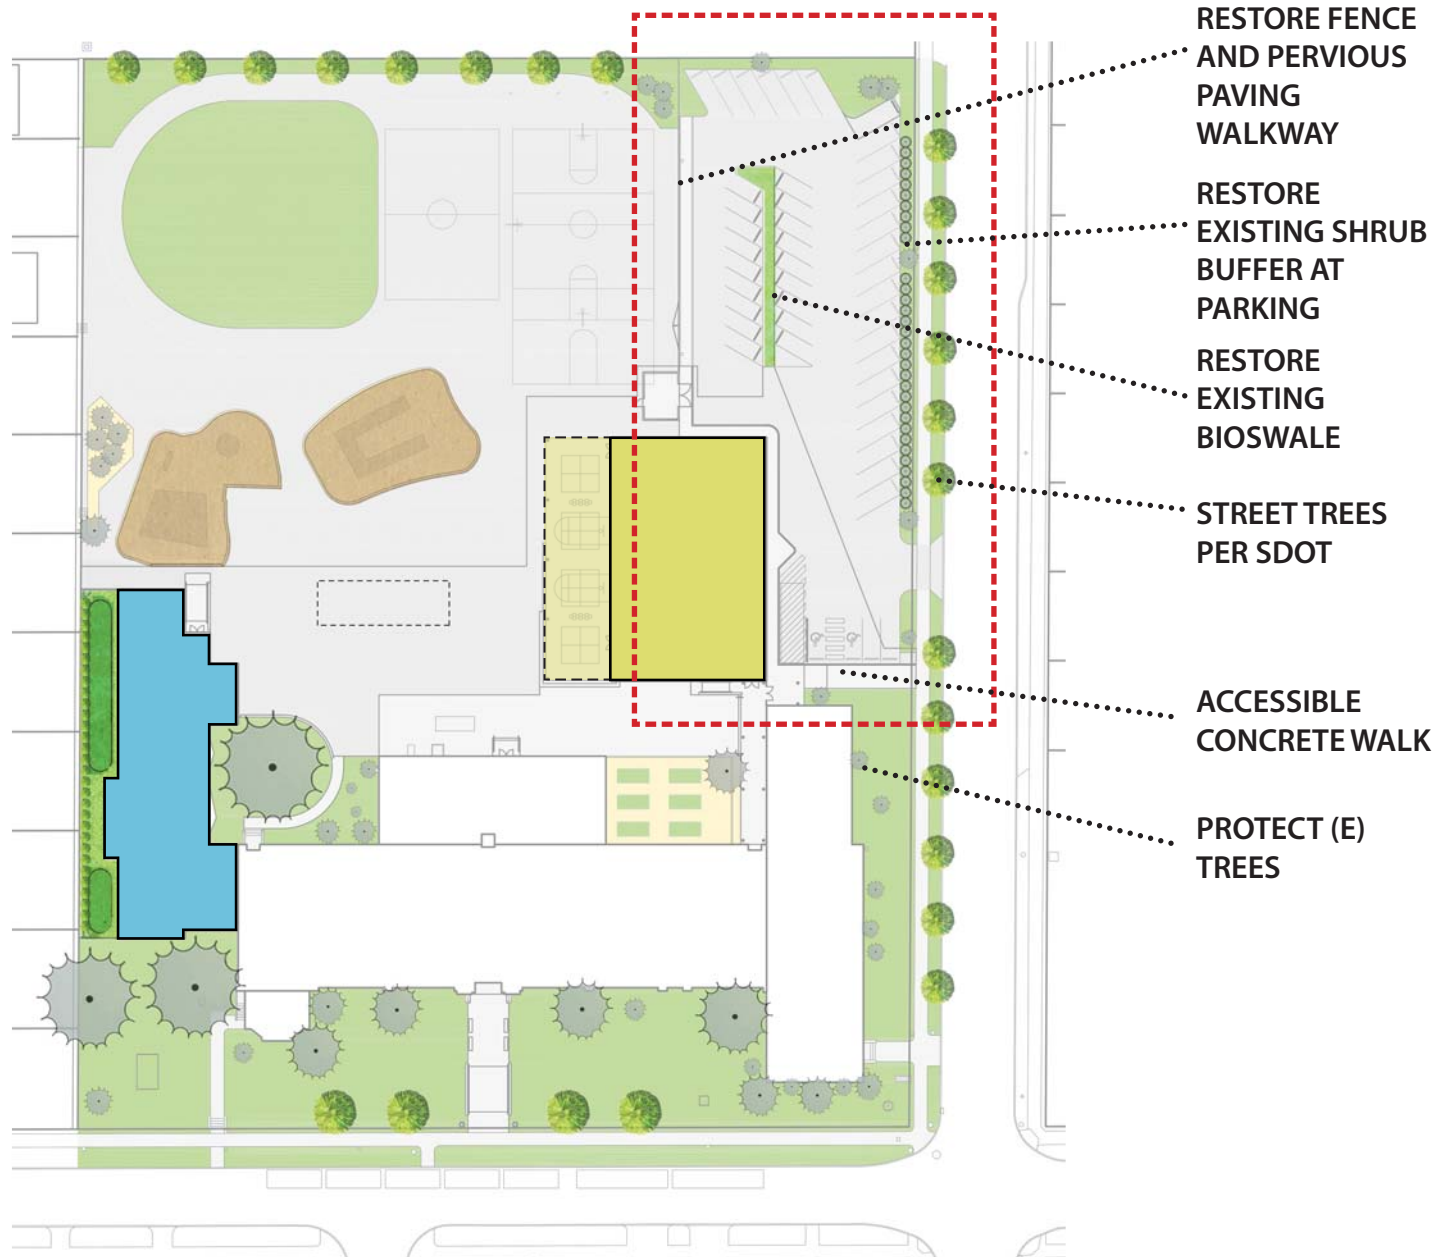 RESTORE FENCE
AND PERVIOUS
PAVING
WALKWAY
RESTORE
EXISTING SHRUB
BUFFER AT
PARKING
RESTORE
EXISTING
BIOSWALE
STREET TREES
PER SDOT
ACCESSIBLE
CONCRETE WALK
PROTECT (E)
TREES